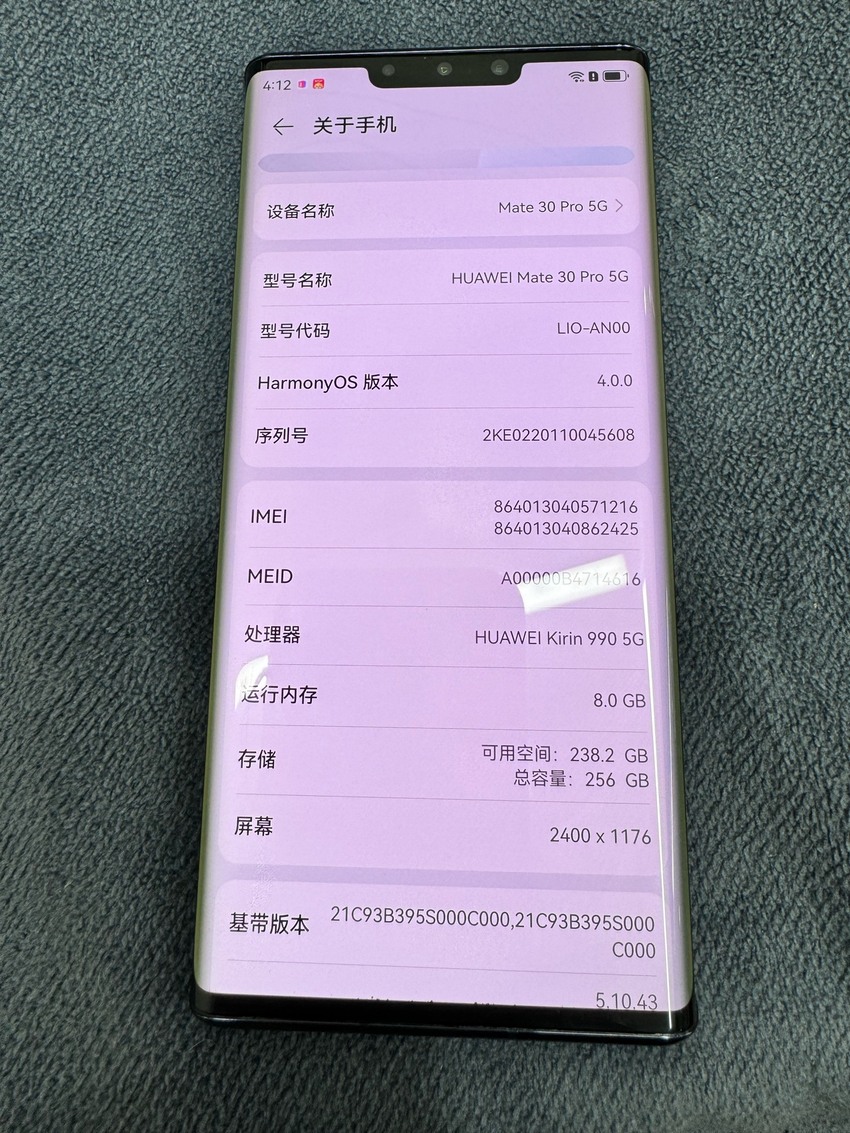 4:12
关于手机
设备名称 Mate 30 Pro 5G
型号名称 HUAWEI Mate 30 Pro 5G
型号代码 LIO-AN00
HarmonyOS 版本 4.0.0
序列号 2KE0220110045608
IMEI 864013040571216
864013040862425
MEID A00000B4714616
处理器 HUAWEI Kirin 990 5G
运行内存 8.0 GB
存储 可用空间：238.2 GB
总容量：256 GB
屏幕 2400 x 1176
基带版本 21C93B395S000C000,21C93B395S000
C000
5.10.43